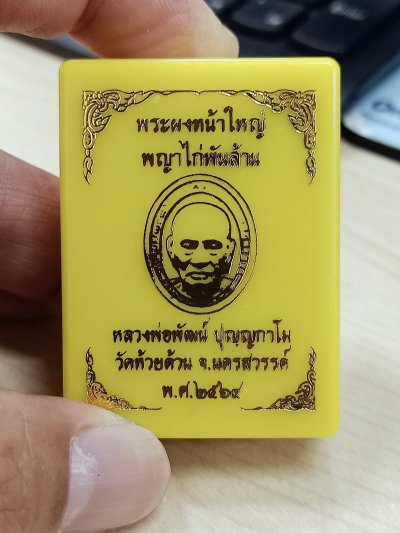 พระผงหน้าใหญ่
พญาไก่พันล้าน
หลวงพ่อพัฒน์ ปุญญกาโม
วัดห้วยด้วน จ.นครสวรรค์
พ.ศ.๒๕๖๔